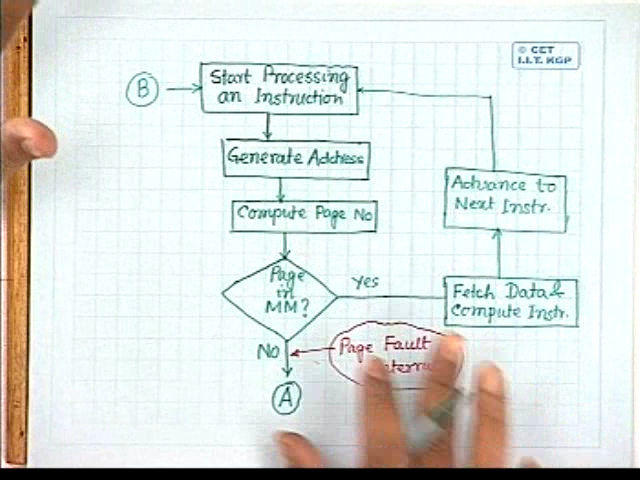 © CET
I.I.T. KGP
B
Start Processing
an Instruction
Generate Address
Compute Page No
Page
in
MM?
Yes
No
A
Page Fault
Advance to
Next Instr.
Fetch Data &
Compute Instr.